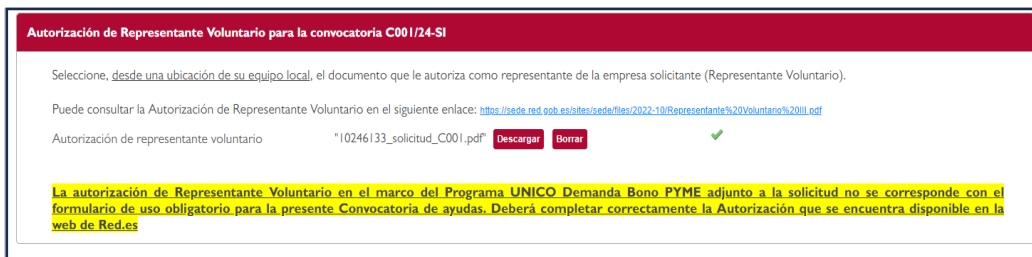 Autorización de Representante Voluntario para la convocatoria C001/24-SI
Seleccione, desde una ubicación de su equipo local, el documento que le autoriza como representante de la empresa solicitante (Representante Voluntario).
Puede consultar la Autorización de Representante Voluntario en el siguiente enlace: https://sede.red.gob.es/sites/sede/files/2022-10/Representante%20Voluntario%20III.pdf
Autorización de representante voluntario "10246133_solicitud_C001.pdf" Descargar Borrar
La autorización de Representante Voluntario en el marco del Programa UNICO Demanda Bono PYME adjunto a la solicitud no se corresponde con el
formulario de uso obligatorio para la presente Convocatoria de ayudas. Deberá completar correctamente la Autorización que se encuentra disponible en la
web de Red.es